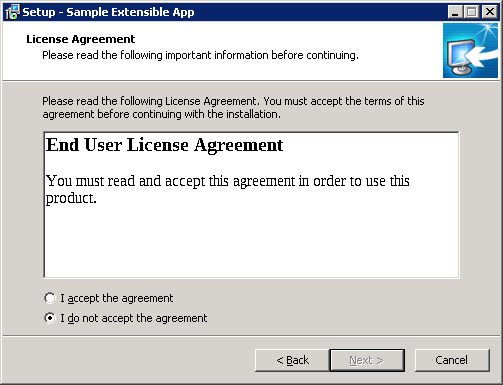 Setup - Sample Extensible App
License Agreement
Please read the following important information before continuing.
Please read the following License Agreement. You must accept the terms of this
agreement before continuing with the installation.
End User License Agreement
You must read and accept this agreement in order to use this
product.
I accept the agreement
I do not accept the agreement
< Back Next > Cancel